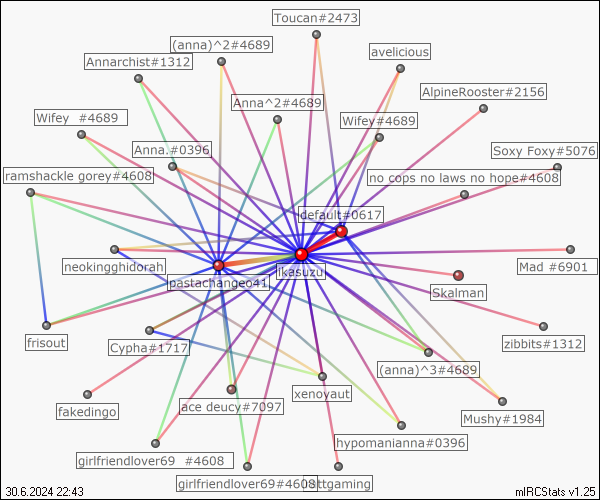 Toucan#2473
(anna)^2#4689
avelicious
Annarchist#1312
AlpineRooster#2156
Anna^2#4689
Wifey #4689
Wifey#4689
Anna.#0396
Soxy Foxy#5076
ramshackle gorey#4608
no cops no laws no hope#4608
default#0617
neokingghidorah
pastachangeo41
ikasuzu
Mad #6901
Skalman
frisout
Cypha#1717
zibbits#1312
(anna)^3#4689
xenoyaut
fakedingo
ace deucy#7097
Mushy#1984
hypomanianna#0396
girlfriendlover69 #4608
girlfriendlover69#4608
30.6.2024 22:43
mIRCStats v1.25